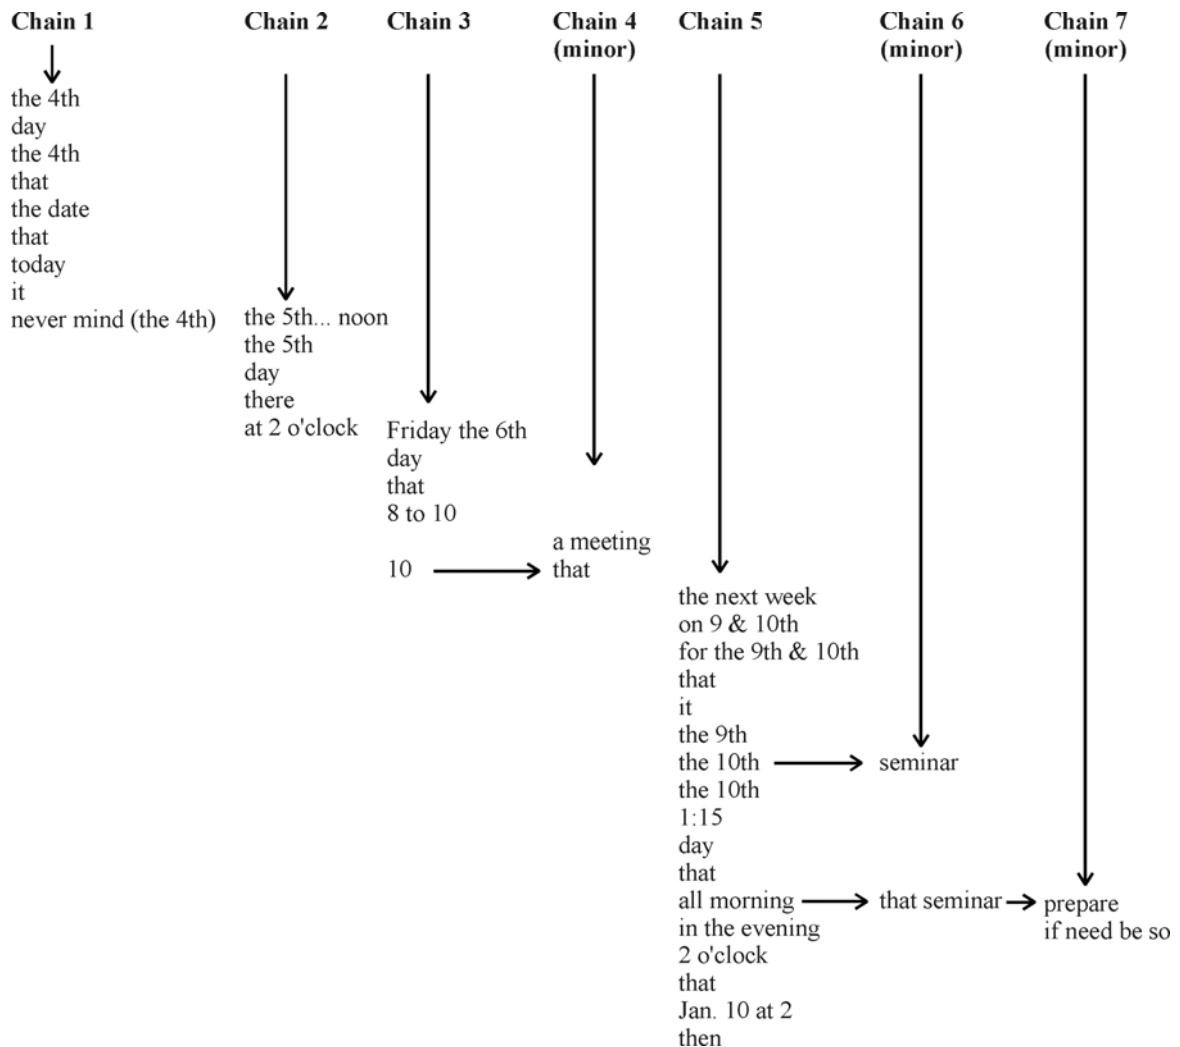 Chain 1
Chain 2
Chain 3
Chain 4
(minor)
Chain 5
Chain 6
(minor)
Chain 7
(minor)
the 4th
day
the 4th
that
the date
that
today
it
never mind (the 4th)
the 5th... noon
the 5th
day
there
at 2 o'clock
Friday the 6th
day
that
8 to 10
10
a meeting
that
the next week
on 9 & 10th
for the 9th & 10th
that
it
the 9th
the 10th
the 10th
1:15
day
that
all morning
in the evening
2 o'clock
that
Jan. 10 at 2
then
seminar
that seminar
prepare
if need be so